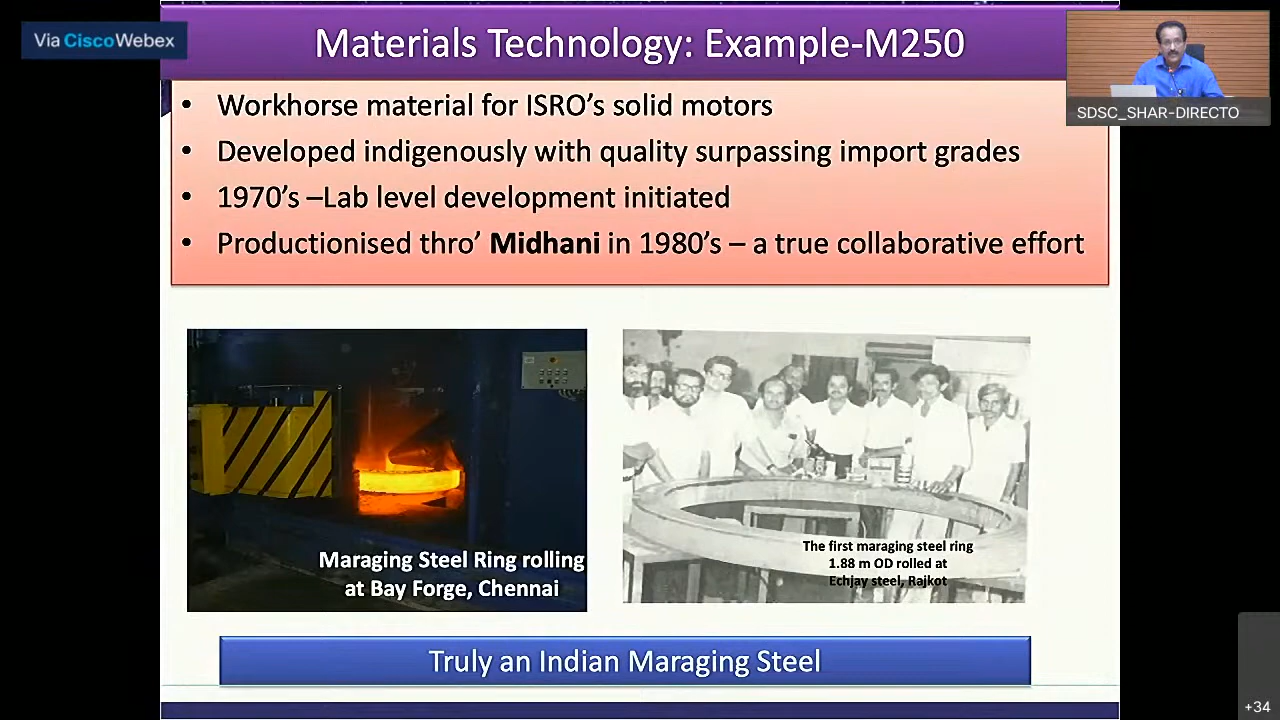 Via Cisco Webex
Materials Technology: Example-M250
SDSC_SHAR-DIRECTO
• Workhorse material for ISRO’s solid motors
• Developed indigenously with quality surpassing import grades
• 1970’s –Lab level development initiated
• Productionised thro’ Midhani in 1980’s – a true collaborative effort
Maraging Steel Ring rolling
at Bay Forge, Chennai
The first maraging steel ring
1.88 m OD rolled at
Echjay steel, Rajkot
Truly an Indian Maraging Steel
+34